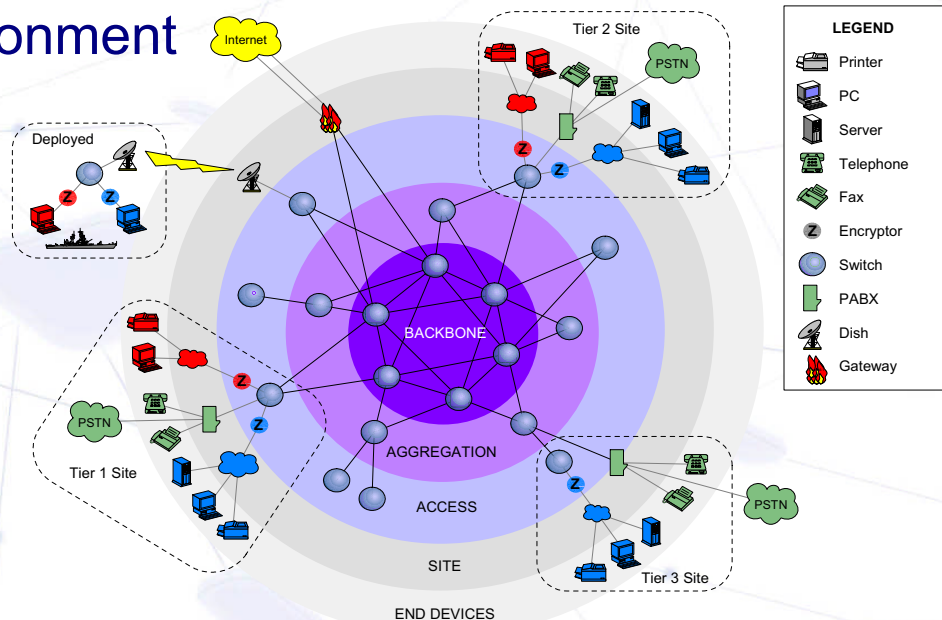 onment
Internet
Tier 2 Site
PSTN
Z
Z
Deployed
Z
Z
BACKBONE
AGGREGATION
ACCESS
SITE
END DEVICES
Z
Z
PSTN
Tier 1 Site
Z
PSTN
Tier 3 Site
LEGEND
Printer
PC
Server
Telephone
Fax
Z
Encryptor
Switch
PABX
Dish
Gateway